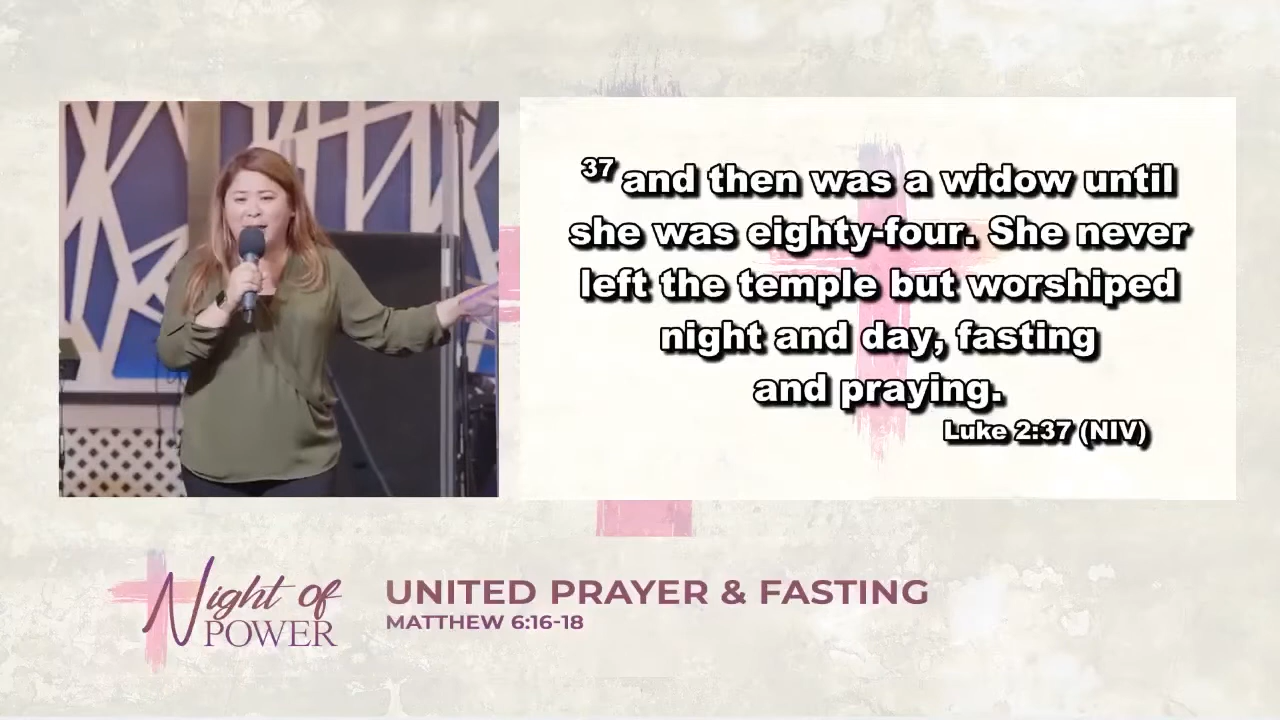 37 and then was a widow until
she was eighty-four. She never
left the temple but worshiped
night and day, fasting
and praying.
Luke 2:37 (NIV)
Night of
POWER
UNITED PRAYER & FASTING
MATTHEW 6:16-18